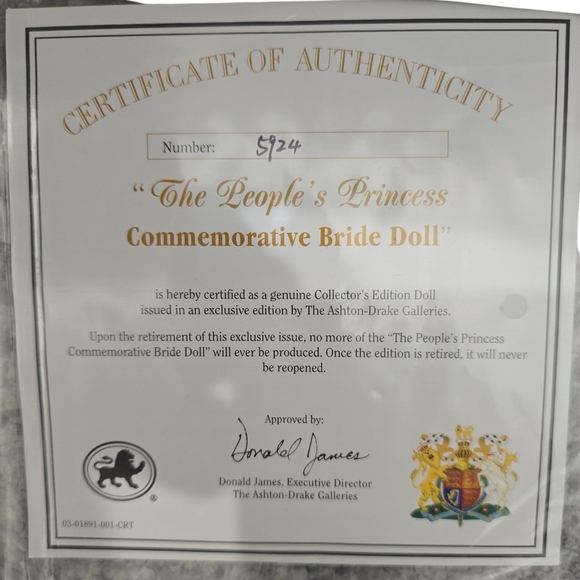 CERTIFICATE OF AUTHENTICITY
Number: 5924
"The People's Princess
Commemorative Bride Doll"
is hereby certified as a genuine Collector's Edition Doll
issued in an exclusive edition by The Ashton-Drake Galleries.
Upon the retirement of this exclusive issue, no more of the "The People's Princess
Commemorative Bride Doll" will ever be produced. Once the edition is retired, it will never
be reopened.
Approved by:
Donald James
Donald James, Executive Director
The Ashton-Drake Galleries
®
03-01891-001-CRT